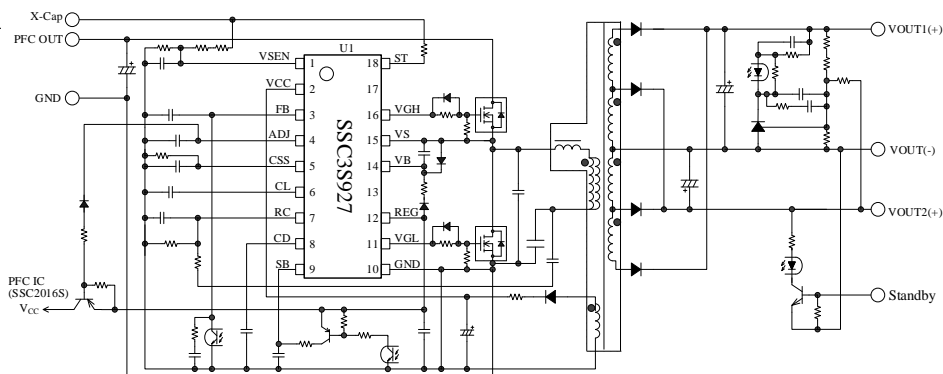 X-Cap
PFC OUT
GND
U1
SSC3S927
VSEN 1
VCC 2
FB 3
ADJ 4
CSS 5
CL 6
RC 7
CD 8
SB 9
18 ST
17
16 VGH
15 VS
14 VB
13
12 REG
11 VGL
10 GND
VOUT1(+)
VOUT(-)
VOUT2(+)
Standby
PFC IC
(SSC2016S)
VCC